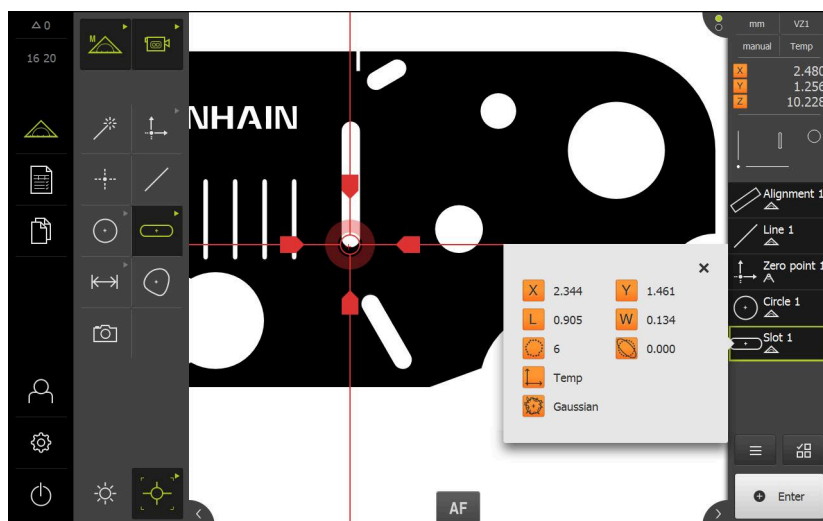 △ 0
16 20
M
NHAIN
AF
X 2.344 Y 1.461
L 0.905 W 0.134
6 0.000
Temp
Gaussian
mm VZ1
manual Temp
X 2.480
Y 1.256
Z 10.228
Alignment 1
Line 1
Zero point 1
Circle 1
Slot 1
Enter